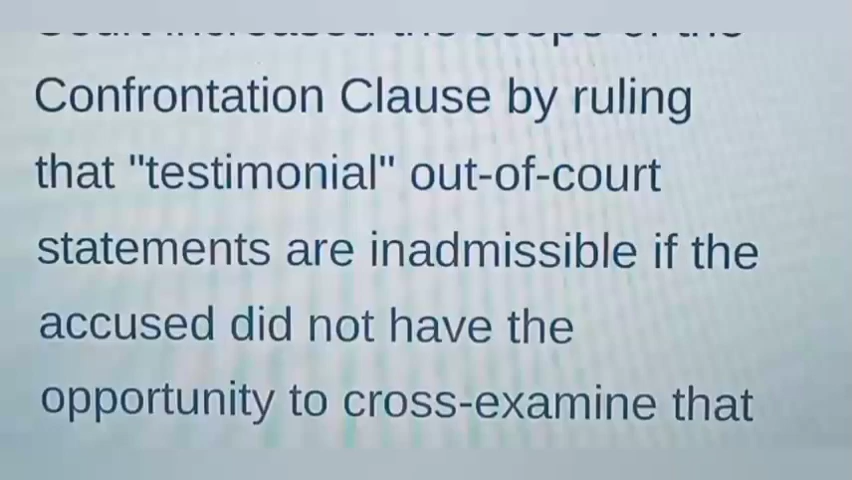 Confrontation Clause by ruling
that "testimonial" out-of-court
statements are inadmissible if the
accused did not have the
opportunity to cross-examine that